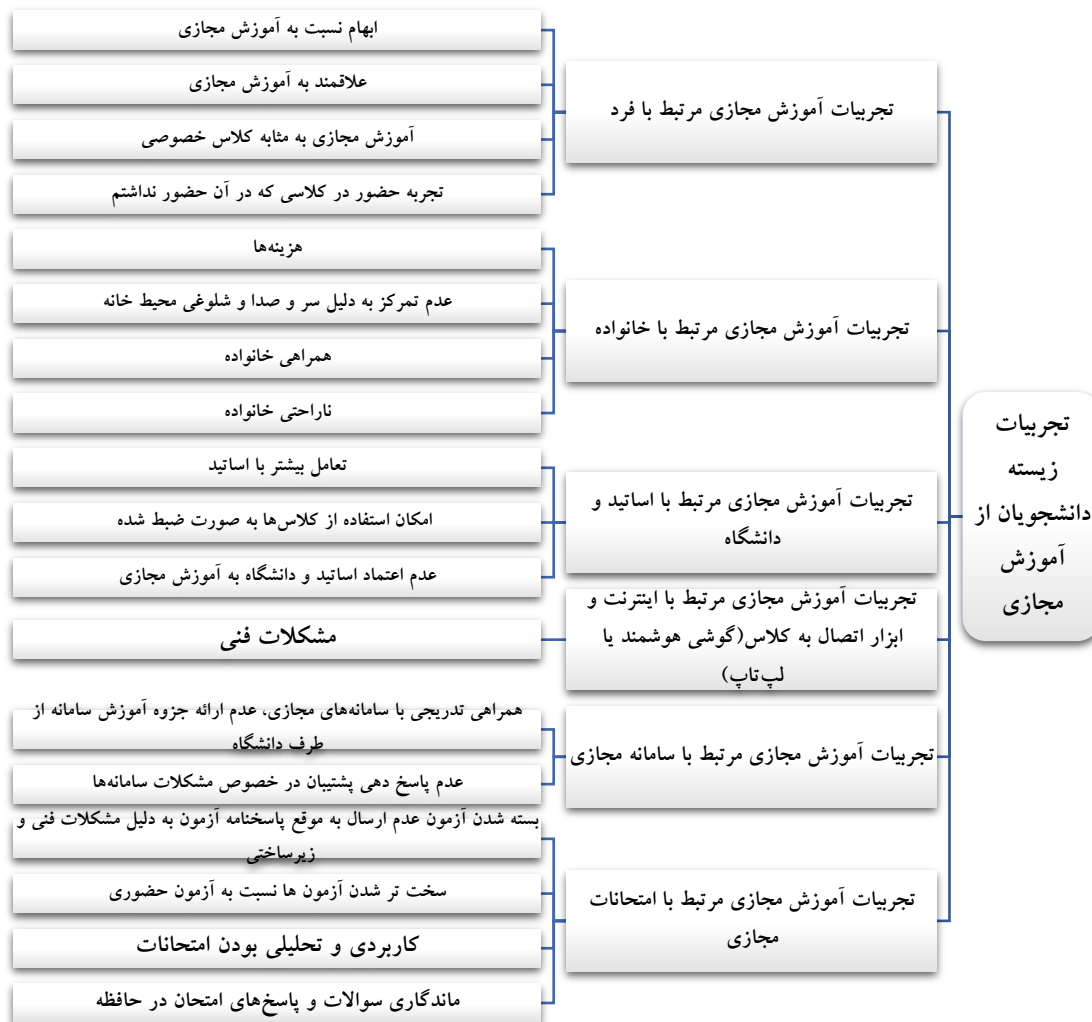 تجربیات
زیسته
دانشجویان از
آموزش
مجازی
تجربیات آموزش مجازی مرتبط با فرد
ابهام نسبت به آموزش مجازی
علاقمند به آموزش مجازی
آموزش مجازی به مثابه کلاس خصوصی
تجربه حضور در کلاسی که در آن حضور نداشتم
تجربیات آموزش مجازی مرتبط با خانواده
هزینه‌ها
عدم تمرکز به دلیل سر و صدا و شلوغی محیط خانه
همراهی خانواده
ناراحتی خانواده
تجربیات آموزش مجازی مرتبط با اساتید و
دانشگاه
تعامل بیشتر با اساتید
امکان استفاده از کلاس‌ها به صورت ضبط شده
عدم اعتماد اساتید و دانشگاه به آموزش مجازی
تجربیات آموزش مجازی مرتبط با اینترنت و
ابزار اتصال به کلاس(گوشی هوشمند یا
لپ‌تاپ)
مشکلات فنی
تجربیات آموزش مجازی مرتبط با سامانه مجازی
همراهی تدریجی با سامانه‌های مجازی، عدم ارائه جزوه آموزش سامانه از
طرف دانشگاه
عدم پاسخ دهی پشتیبان در خصوص مشکلات سامانه‌ها
تجربیات آموزش مجازی مرتبط با امتحانات
مجازی
بسته شدن آزمون عدم ارسال به موقع پاسخنامه آزمون به دلیل مشکلات فنی و
زیرساختی
سخت تر شدن آزمون ها نسبت به آزمون حضوری
کاربردی و تحلیلی بودن امتحانات
ماندگاری سوالات و پاسخ‌های امتحان در حافظه